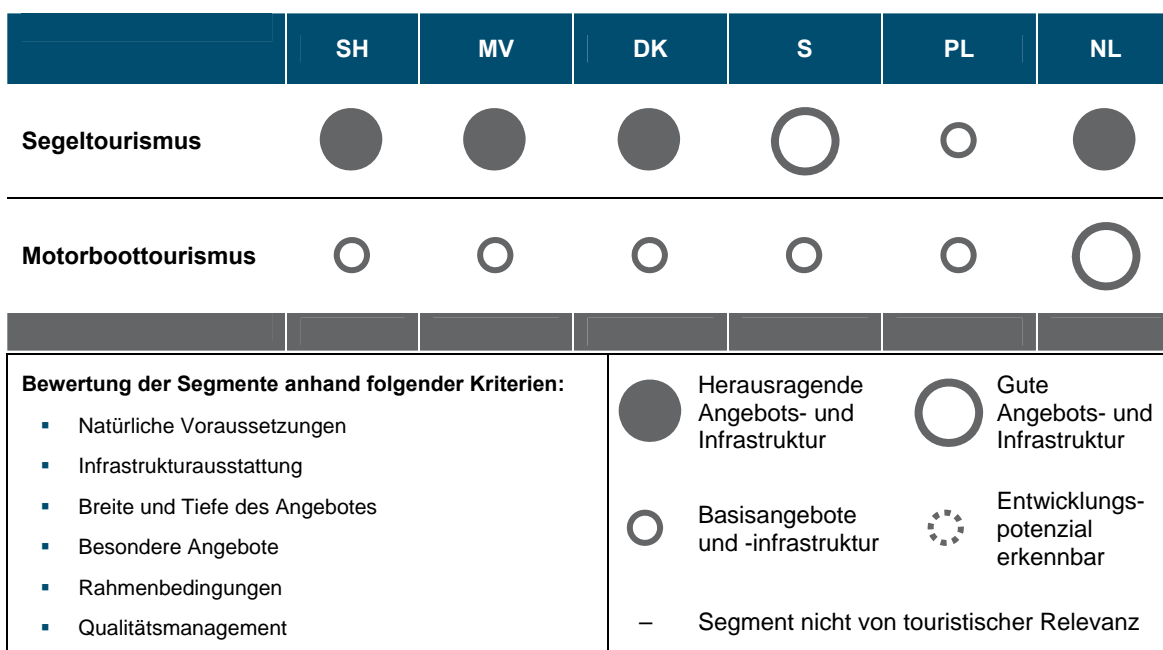 SH MV DK S PL NL
Segeltourismus
Motorboottourismus
Bewertung der Segmente anhand folgender Kriterien:
▪ Natürliche Voraussetzungen
▪ Infrastrukturausstattung
▪ Breite und Tiefe des Angebotes
▪ Besondere Angebote
▪ Rahmenbedingungen
▪ Qualitätsmanagement
Herausragende
Angebots- und
Infrastruktur
Gute
Angebots- und
Infrastruktur
Basisangebote
und -infrastruktur
Entwicklungs-
potenzial
erkennbar
– Segment nicht von touristischer Relevanz